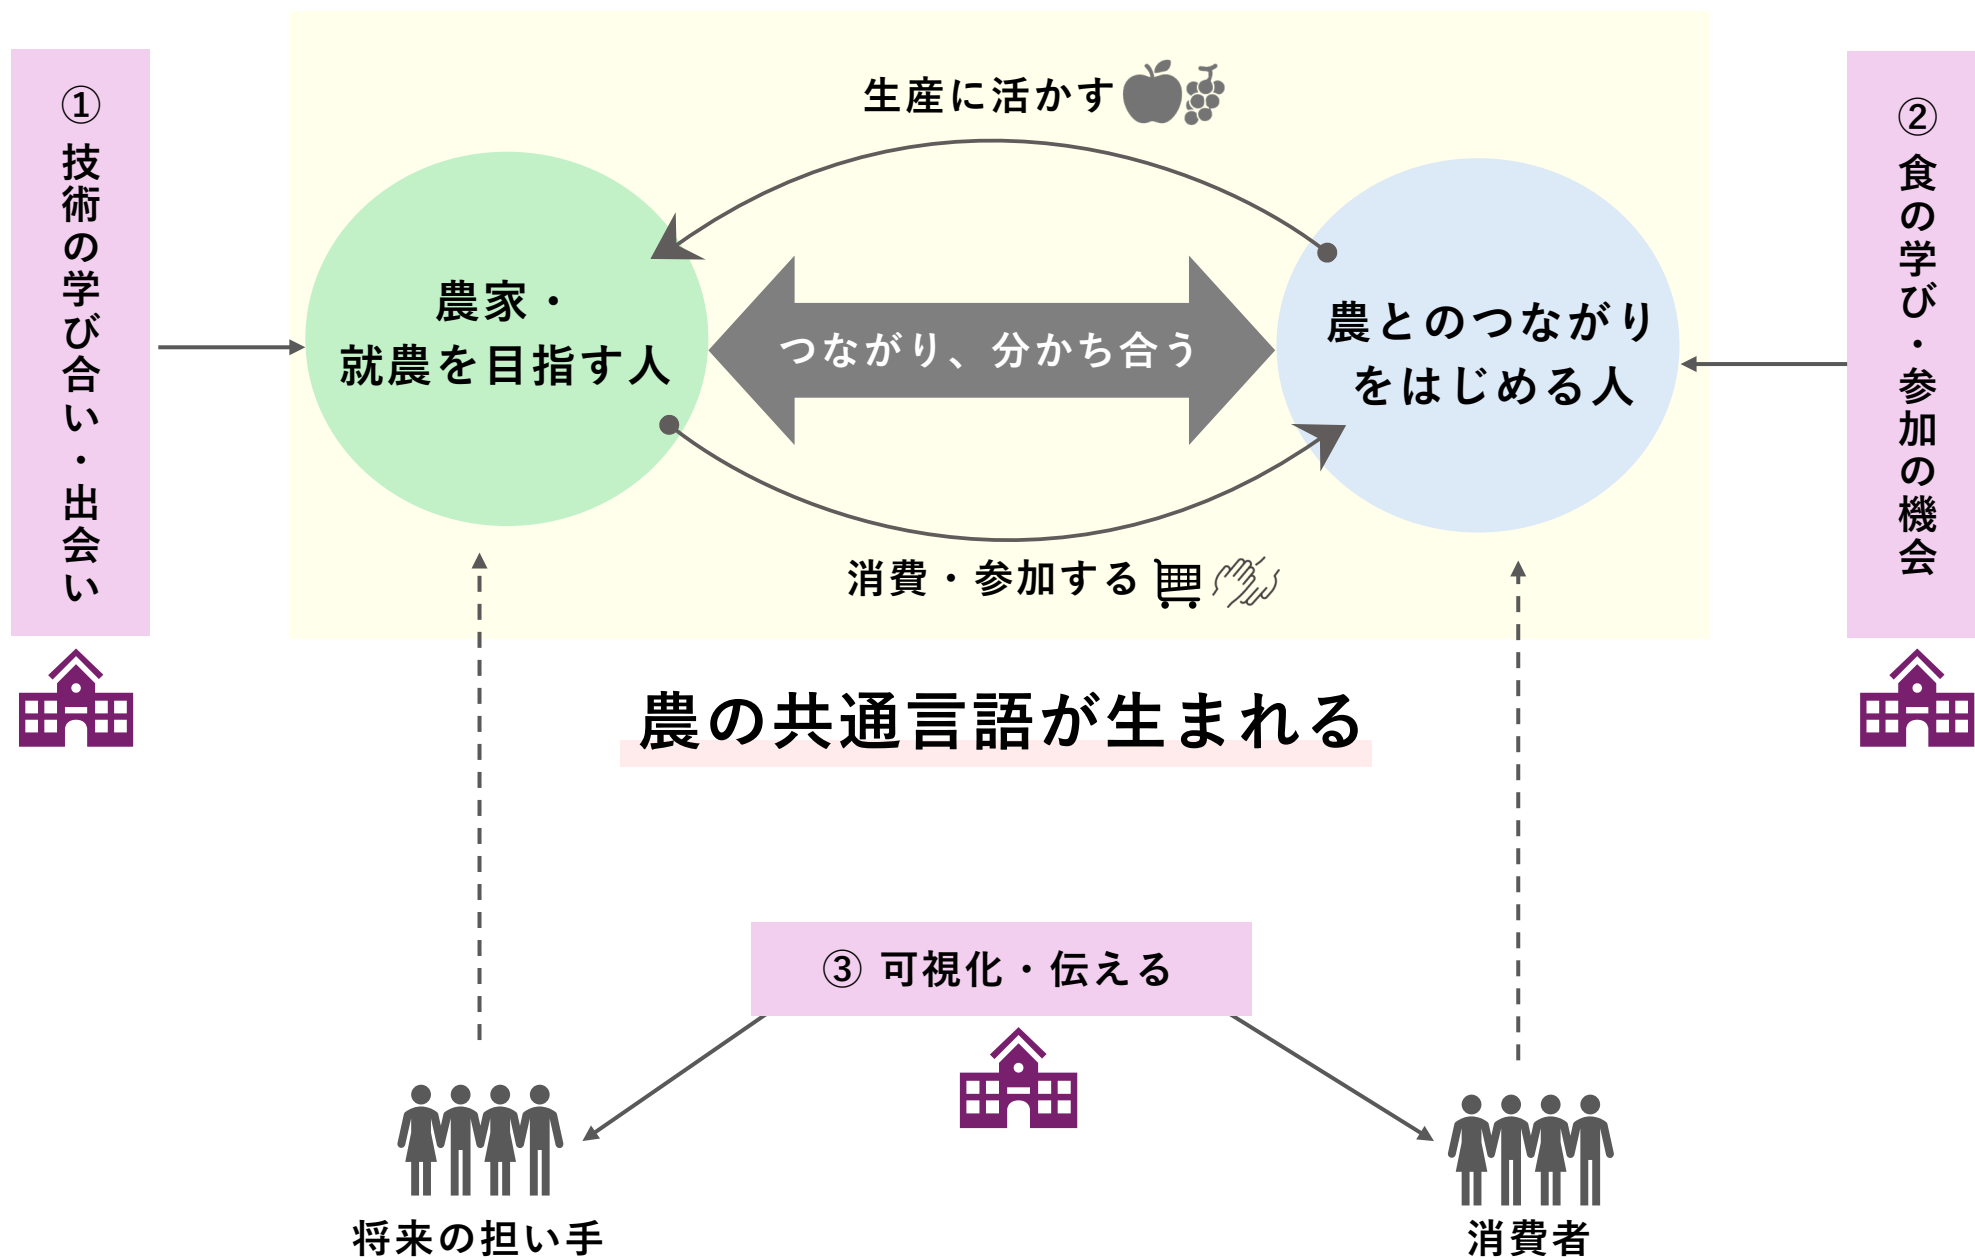 ① 技術の学び合い・出会い
生産に活かす
② 食の学び・参加の機会
農家・
就農を目指す人
つながり、分かち合う
農とのつながり
をはじめる人
消費・参加する
農の共通言語が生まれる
③ 可視化・伝える
将来の担い手
消費者